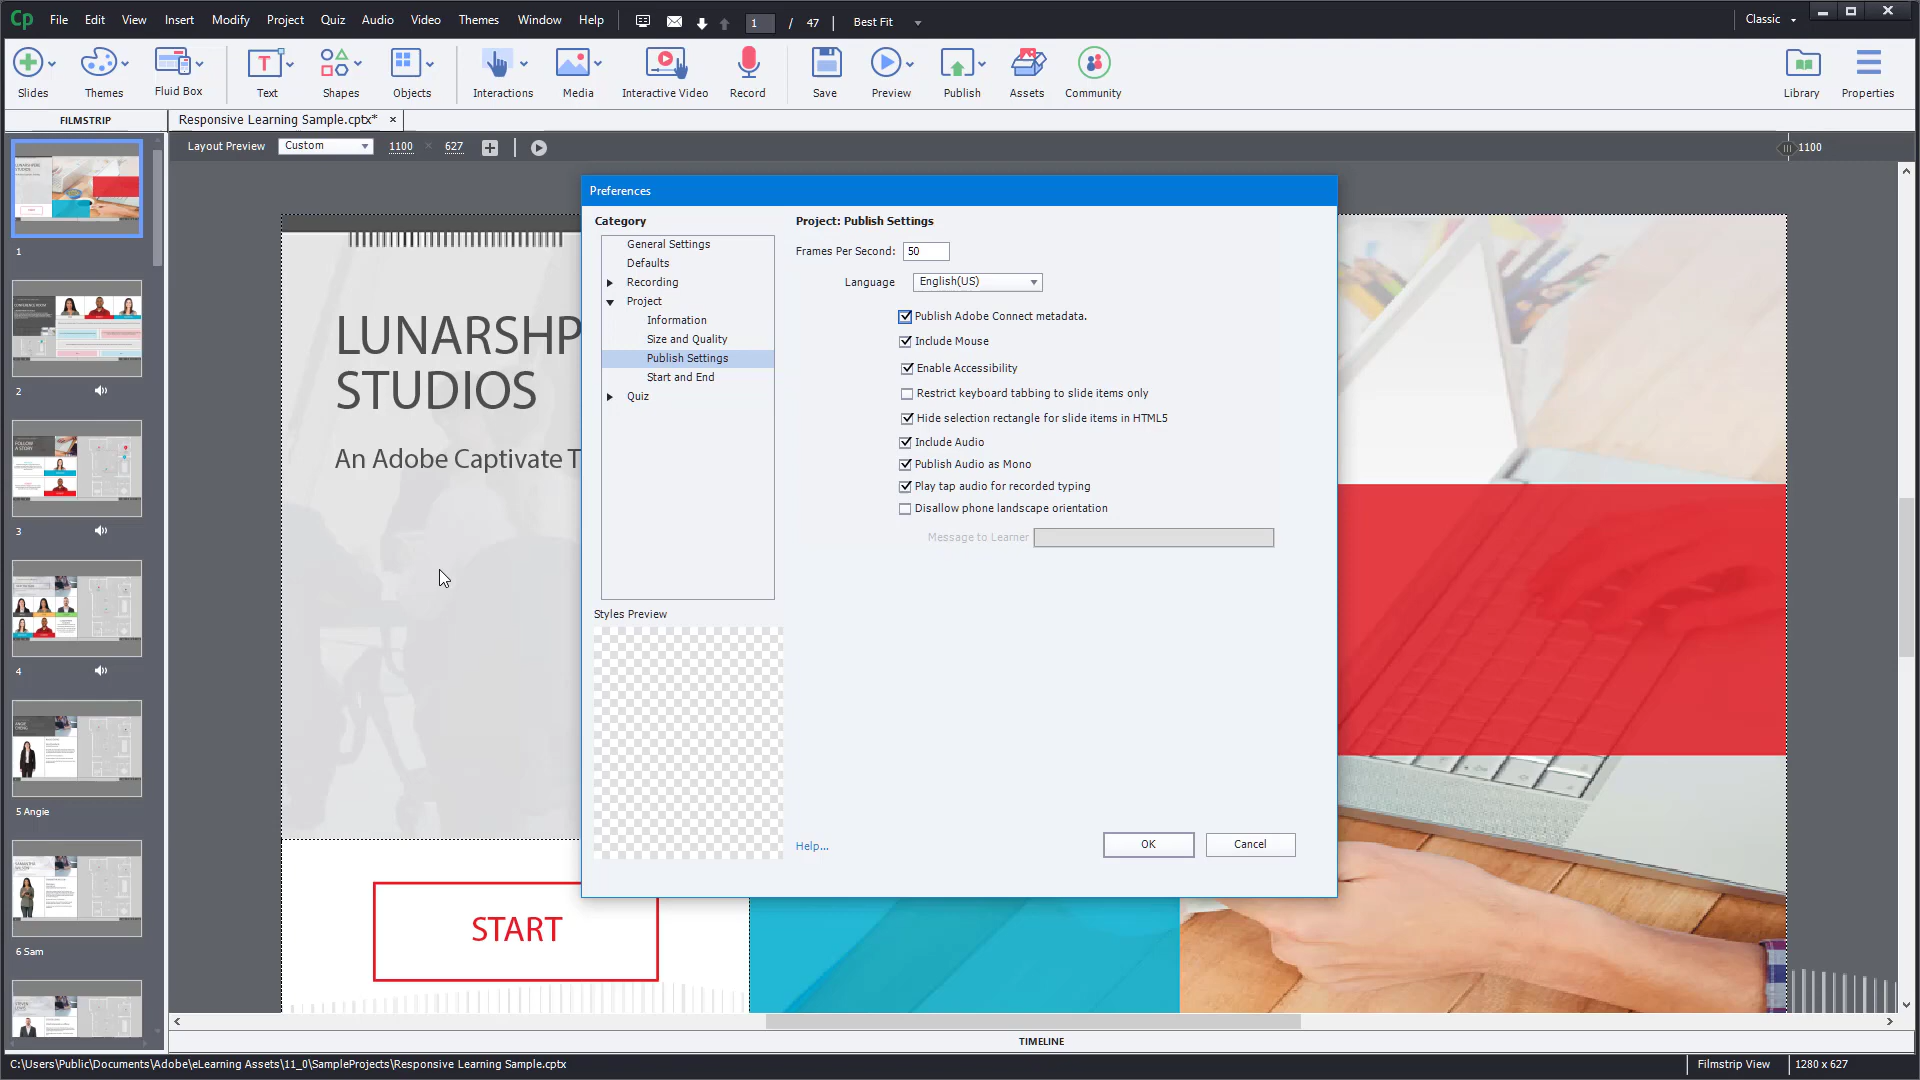 Cp File Edit View Insert Modify Project Quiz Audio Video Themes Window Help 1 / 47 Best Fit Classic
Slides Themes Fluid Box Text Shapes Objects Interactions Media Interactive Video Record Save Preview Publish Assets Community Library Properties
FILMSTRIP Responsive Learning Sample.cptx* ×
Layout Preview Custom 1100 × 627 1100
Preferences
Category
General Settings
Defaults
Recording
Project
Information
Size and Quality
Publish Settings
Start and End
Quiz
Styles Preview
Project: Publish Settings
Frames Per Second: 50
Language English(US)
Publish Adobe Connect metadata.
Include Mouse
Enable Accessibility
Restrict keyboard tabbing to slide items only
Hide selection rectangle for slide items in HTML5
Include Audio
Publish Audio as Mono
Play tap audio for recorded typing
Disallow phone landscape orientation
Message to Learner
Help...
OK Cancel
LUNARSHP
STUDIOS
An Adobe Captivate T
START
1
2
3
4
5 Angie
6 Sam
TIMELINE
C:\Users\Public\Documents\Adobe\eLearning Assets\11_0\SampleProjects\Responsive Learning Sample.cptx
Filmstrip View 1280 x 627